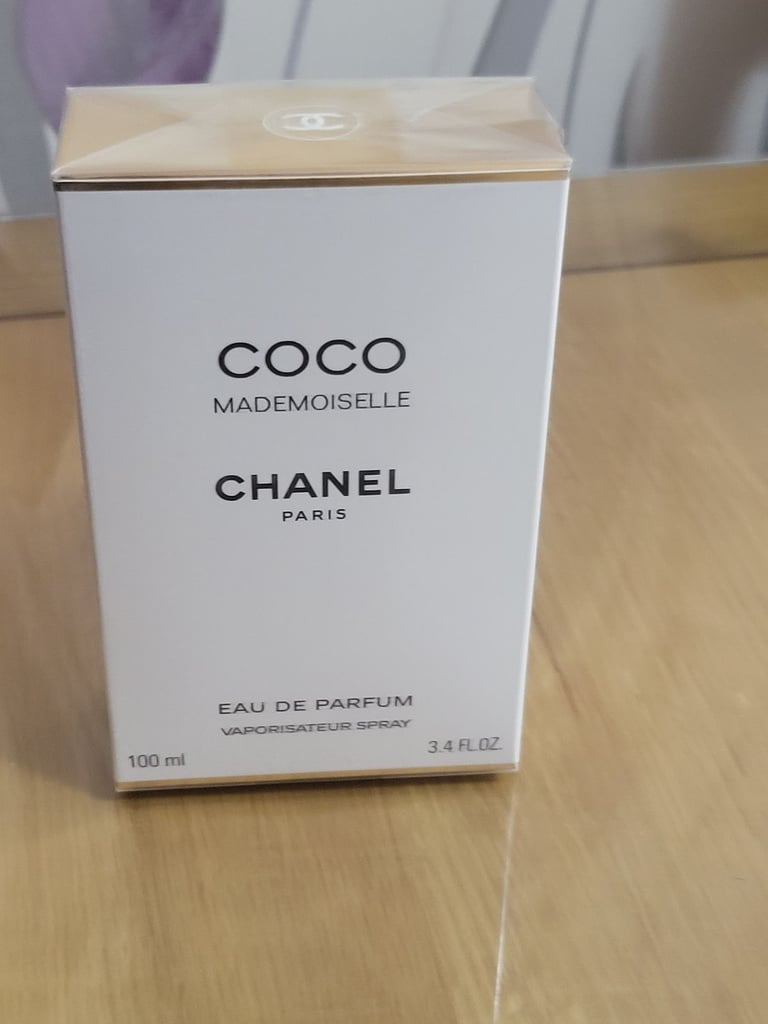 COCO
MADEMOISELLE
CHANEL
PARIS
EAU DE PARFUM
VAPORISATEUR SPRAY
100 ml
3.4 FL.OZ.